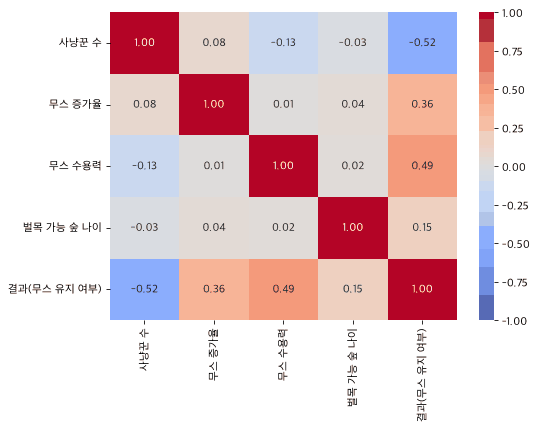 사냥꾼 수 1.00 0.08 -0.13 -0.03 -0.52
무스 증가율 0.08 1.00 0.01 0.04 0.36
무스 수용력 -0.13 0.01 1.00 0.02 0.49
벌목 가능 숲 나이 -0.03 0.04 0.02 1.00 0.15
결과(무스 유지 여부) -0.52 0.36 0.49 0.15 1.00
사냥꾼 수
무스 증가율
무스 수용력
벌목 가능 숲 나이
결과(무스 유지 여부)
1.00
0.75
0.50
0.25
0.00
-0.25
-0.50
-0.75
-1.00